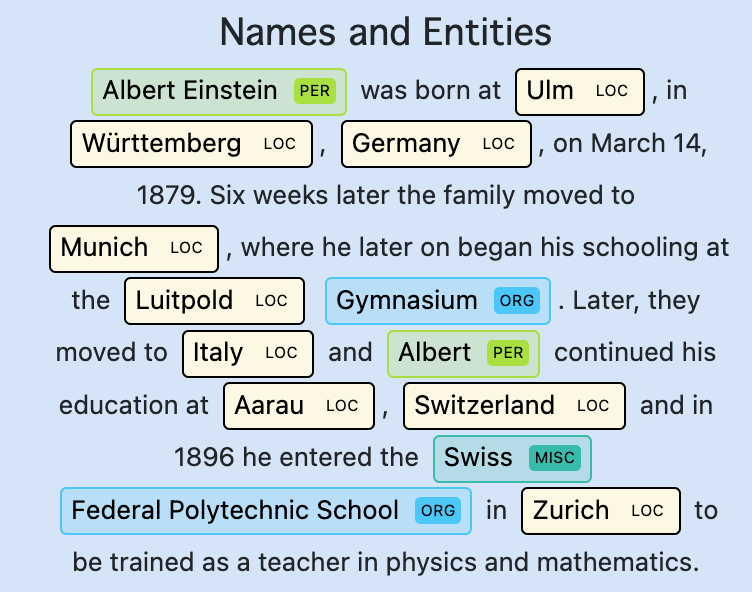 Names and Entities
Albert Einstein PER was born at Ulm LOC , in
Württemberg LOC , Germany LOC , on March 14,
1879. Six weeks later the family moved to
Munich LOC , where he later on began his schooling at
the Luitpold LOC Gymnasium ORG . Later, they
moved to Italy LOC and Albert PER continued his
education at Aarau LOC , Switzerland LOC and in
1896 he entered the Swiss MISC
Federal Polytechnic School ORG in Zurich LOC to
be trained as a teacher in physics and mathematics.